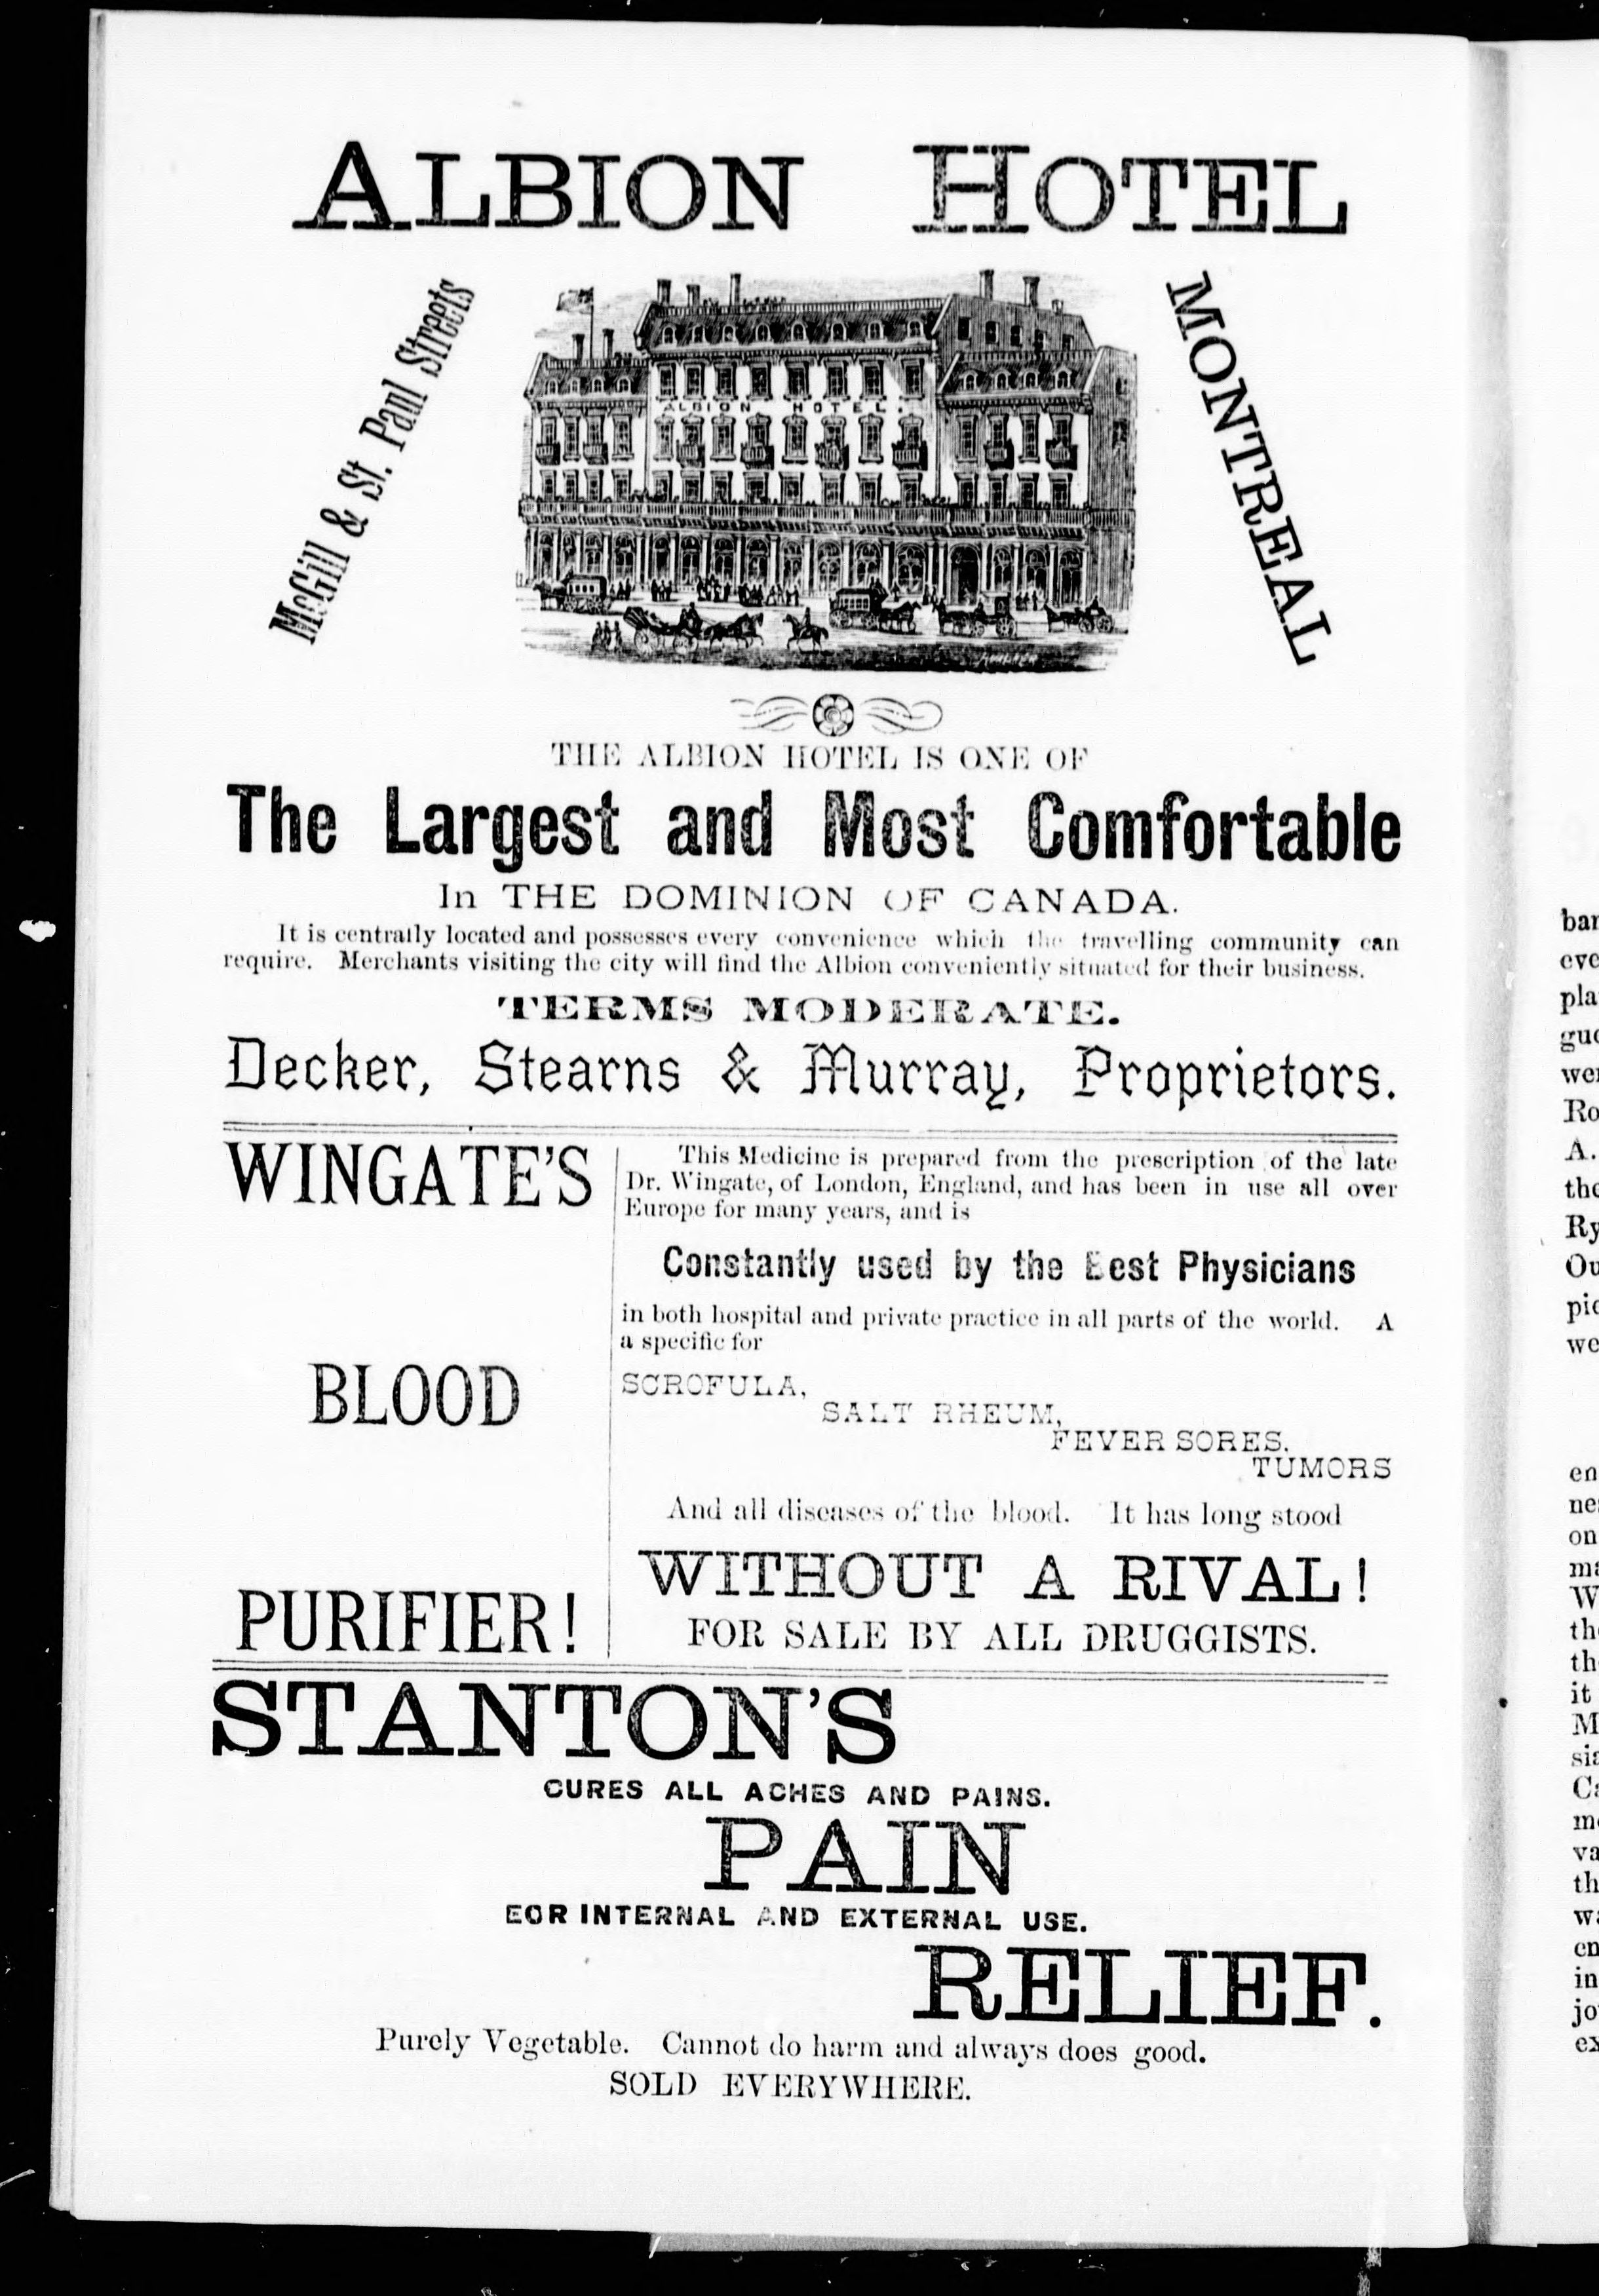 ALBION HOTEL
McGill & St. Paul Streets
MONTREAL
ALBION HOTEL.
THE ALBION HOTEL IS ONE OF
The Largest and Most Comfortable
In THE DOMINION OF CANADA.
It is centrally located and possesses every convenience which the travelling community can
require. Merchants visiting the city will find the Albion conveniently situated for their business.
TERMS MODERATE.
Decker, Stearns & Murray, Proprietors.
WINGATE'S
BLOOD
PURIFIER!
This Medicine is prepared from the prescription of the late
Dr. Wingate, of London, England, and has been in use all over
Europe for many years, and is
Constantly used by the Best Physicians
in both hospital and private practice in all parts of the world. A
a specific for
SCROFULA,
SALT RHEUM,
FEVER SORES.
TUMORS
And all diseases of the blood. It has long stood
WITHOUT A RIVAL!
FOR SALE BY ALL DRUGGISTS.
STANTON'S
CURES ALL ACHES AND PAINS.
PAIN
EOR INTERNAL AND EXTERNAL USE.
RELIEF.
Purely Vegetable. Cannot do harm and always does good.
SOLD EVERYWHERE.